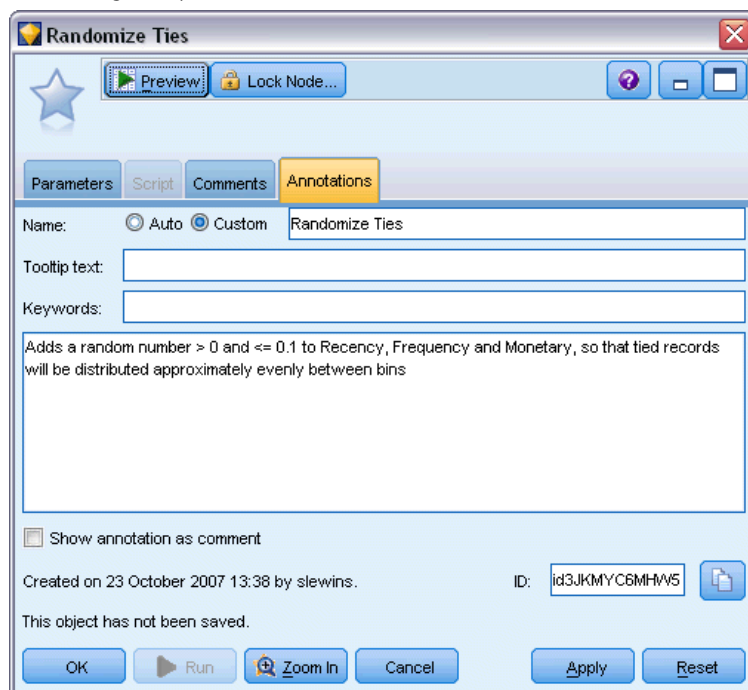 Randomize Ties
Preview Lock Node...
Parameters Script Comments Annotations
Name: Auto Custom Randomize Ties
Tooltip text:
Keywords:
Adds a random number > 0 and <= 0.1 to Recency, Frequency and Monetary, so that tied records
will be distributed approximately evenly between bins
Show annotation as comment
Created on 23 October 2007 13:38 by slewins. ID: id3JKMYC6MHW5
This object has not been saved.
OK Run Zoom In Cancel Apply Reset